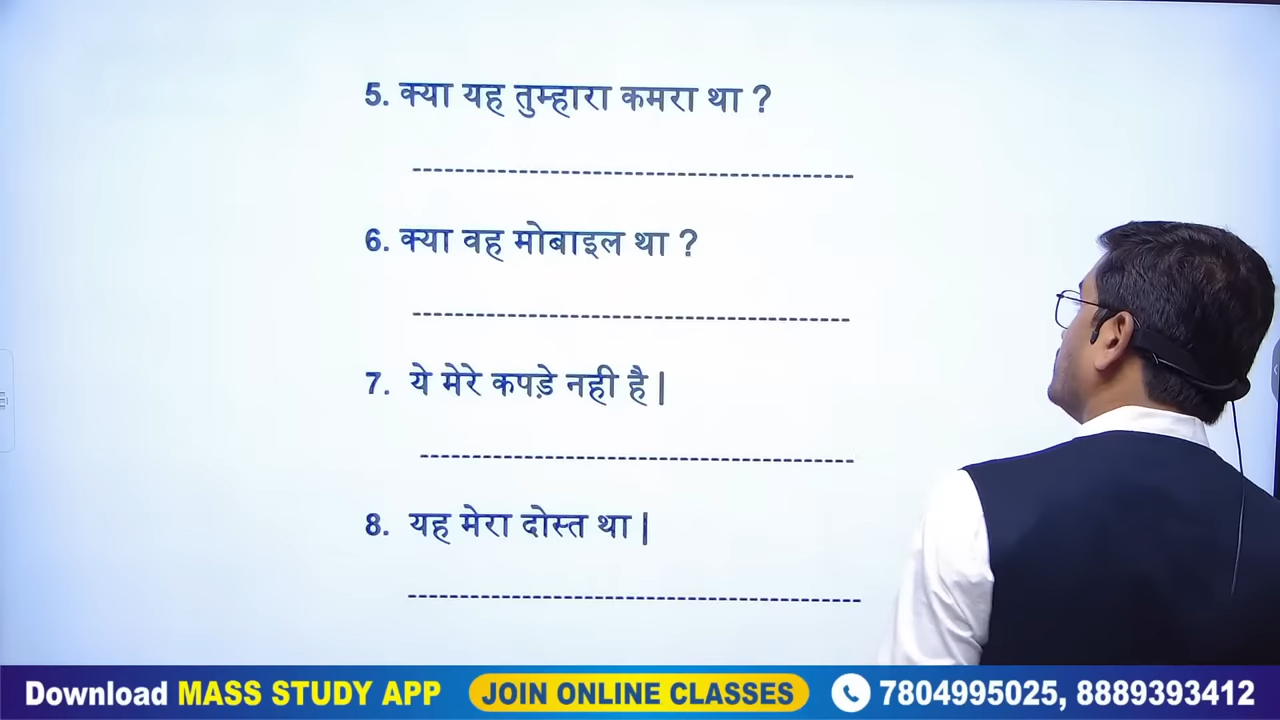 5. क्या यह तुम्हारा कमरा था ?
6. क्या वह मोबाइल था ?
7. ये मेरे कपड़े नही है |
8. यह मेरा दोस्त था |
Download MASS STUDY APP JOIN ONLINE CLASSES 7804995025, 8889393412